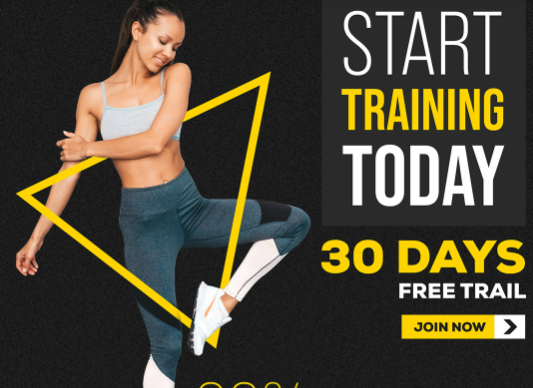 START
TRAINING
TODAY
30 DAYS
FREE TRAIL
JOIN NOW